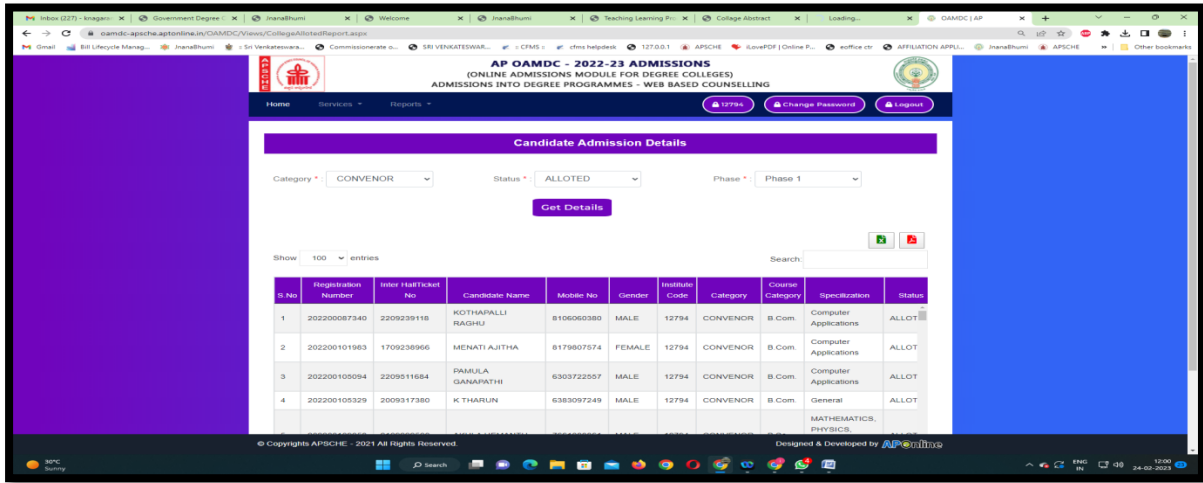 Inbox (227) - knagaro
Government Degree C
JnanaBhumi
Welcome
JnanaBhumi
Teaching Learning Pro
Collage Abstract
Loading...
OAMDC | AP
oamdc-apsche.aptonline.in/OAMDC/Views/CollegeAllotedReport.aspx
Gmail
Bill Lifecycle Manag...
JnanaBhumi
:: Sri Venkateswara...
Commissionerate o...
SRI VENKATESWAR...
:: CFMS ::
cfms helpdesk
127.0.0.1
APSCHE
iLovePDF | Online P...
eoffice ctr
AFFILIATION APPLI...
JnanaBhumi
APSCHE
»
Other bookmarks
APSCHE
AP OAMDC - 2022-23 ADMISSIONS
(ONLINE ADMISSIONS MODULE FOR DEGREE COLLEGES)
ADMISSIONS INTO DEGREE PROGRAMMES - WEB BASED COUNSELLING
Home Services Reports 12794 Change Password Logout
Candidate Admission Details
Category * : CONVENOR Status * : ALLOTED Phase * : Phase 1
Get Details
Show 100 entries Search:
S.No Registration Number Inter HallTicket No Candidate Name Mobile No Gender Institute Code Category Course Category Specilization Status
1 202200087340 2209239118 KOTHAPALLI RAGHU 8106060380 MALE 12794 CONVENOR B.Com. Computer Applications ALLOT
2 202200101983 1709238966 MENATI AJITHA 8179807574 FEMALE 12794 CONVENOR B.Com. Computer Applications ALLOT
3 202200105094 2209511684 PAMULA GANAPATHI 6303722557 MALE 12794 CONVENOR B.Com. Computer Applications ALLOT
4 202200105329 2009317380 K THARUN 6383097249 MALE 12794 CONVENOR B.Com. General ALLOT
MATHEMATICS,
PHYSICS,
© Copyrights APSCHE - 2021 All Rights Reserved. Designed & Developed by APOnline
30°C
Sunny
Search
ENG
IN
12:00
24-02-2023